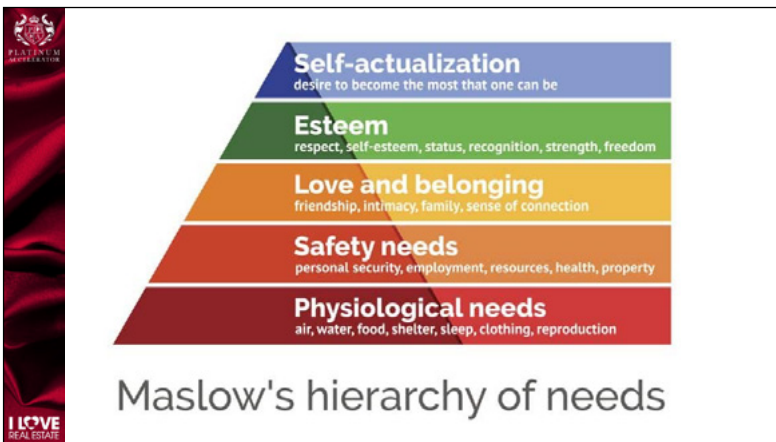 PLATINUM
ACCELERATOR
Self-actualization
desire to become the most that one can be
Esteem
respect, self-esteem, status, recognition, strength, freedom
Love and belonging
friendship, intimacy, family, sense of connection
Safety needs
personal security, employment, resources, health, property
Physiological needs
air, water, food, shelter, sleep, clothing, reproduction
Maslow's hierarchy of needs
I LOVE
REAL ESTATE